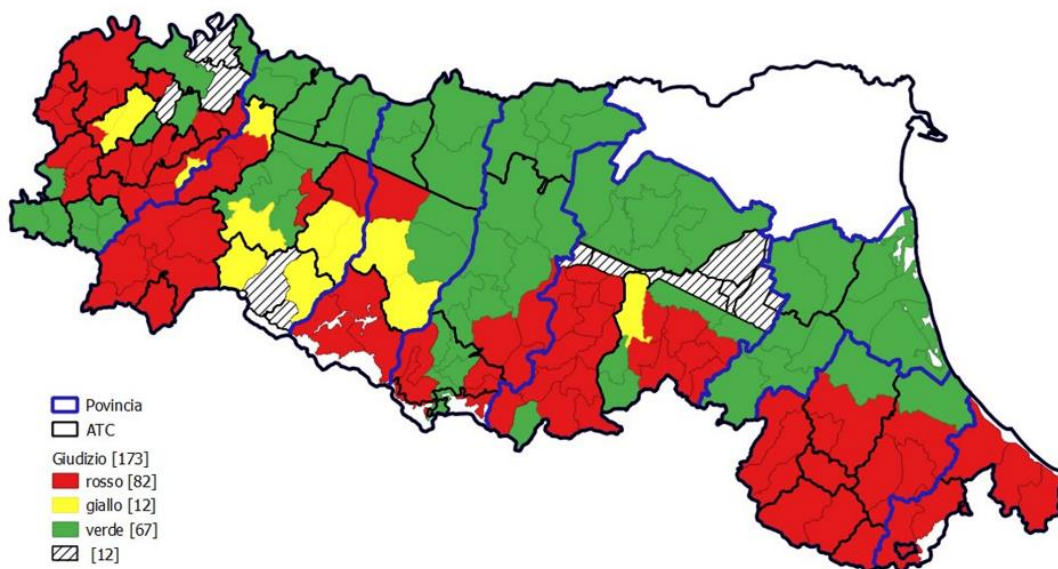 Povincia
ATC
Giudizio [173]
rosso [82]
giallo [12]
verde [67]
[12]